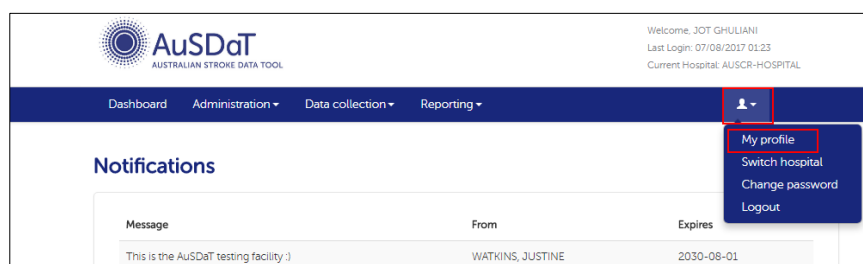 AuSDaT
AUSTRALIAN STROKE DATA TOOL
Welcome, JOT GHULIANI
Last Login: 07/08/2017 01:23
Current Hospital: AUSCR-HOSPITAL
Dashboard Administration Data collection Reporting
My profile
Switch hospital
Change password
Logout
Notifications
Message From Expires
This is the AuSDaT testing facility :) WATKINS, JUSTINE 2030-08-01